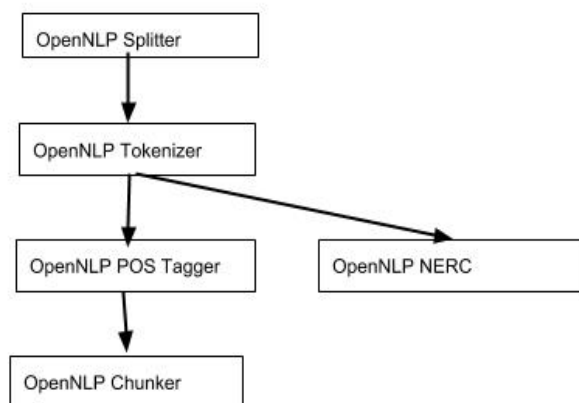 OpenNLP Splitter
OpenNLP Tokenizer
OpenNLP POS Tagger
OpenNLP NERC
OpenNLP Chunker